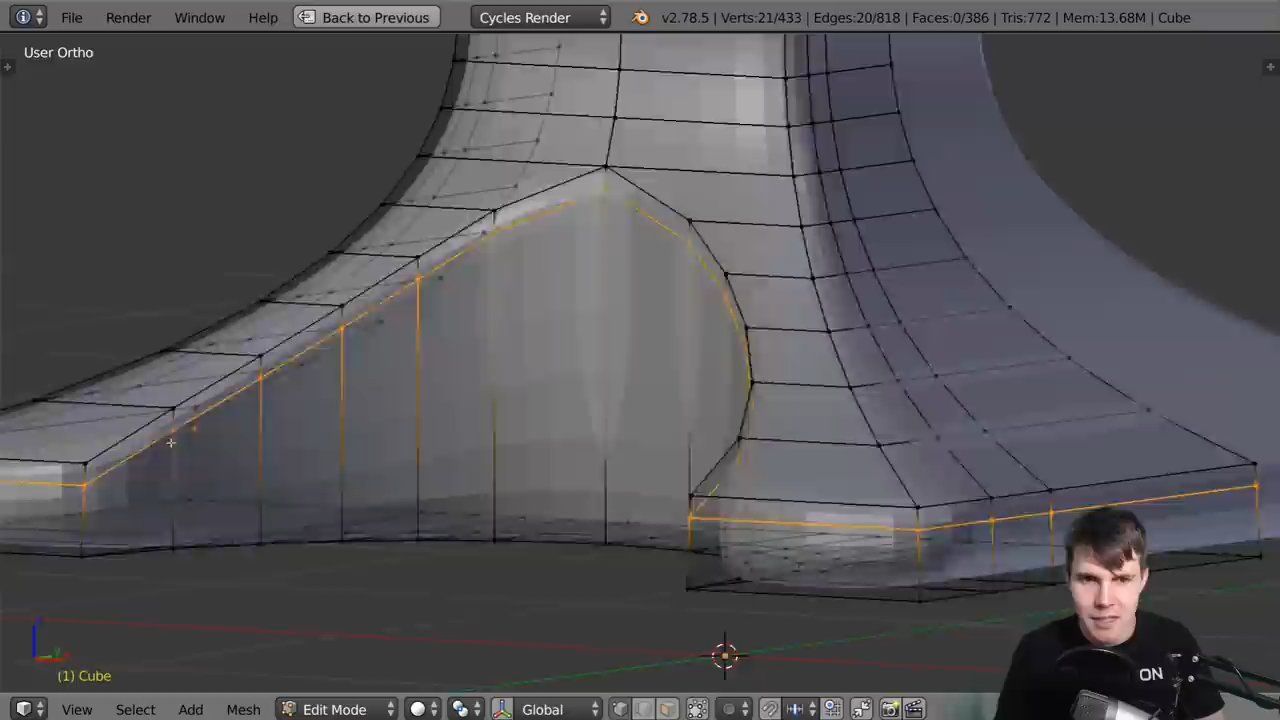 File Render Window Help Back to Previous Cycles Render v2.78.5 | Verts:21/433 | Edges:20/818 | Faces:0/386 | Tris:772 | Mem:13.68M | Cube
User Ortho
ON
(1) Cube
View Select Add Mesh Edit Mode Global